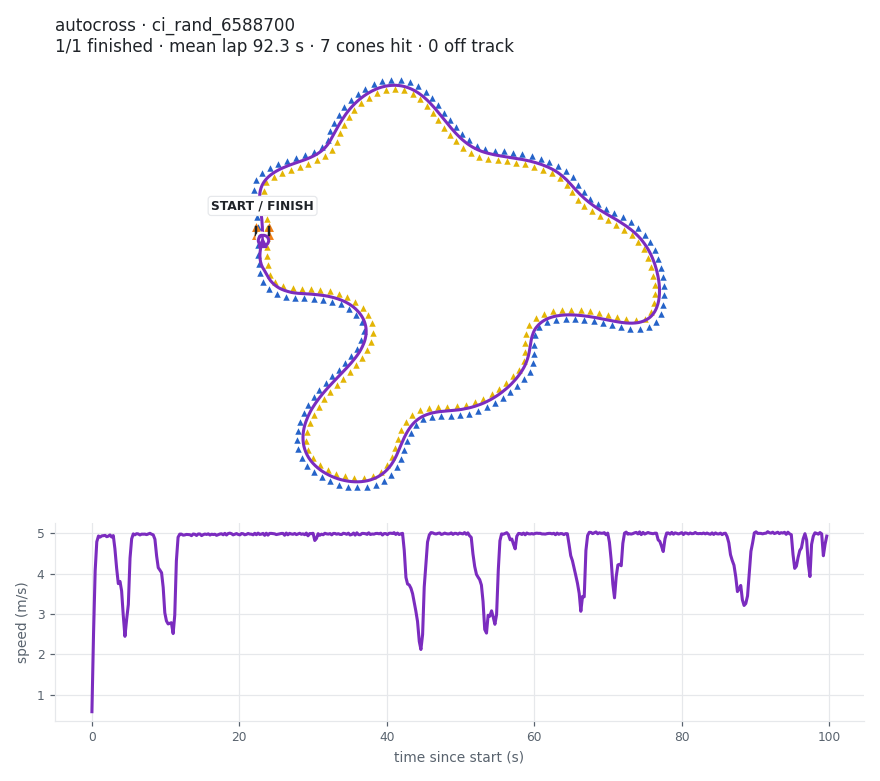 autocross · ci_rand_6588700
1/1 finished · mean lap 92.3 s · 7 cones hit · 0 off track
START / FINISH
5
4
3
2
1
speed (m/s)
0 20 40 60 80 100
time since start (s)